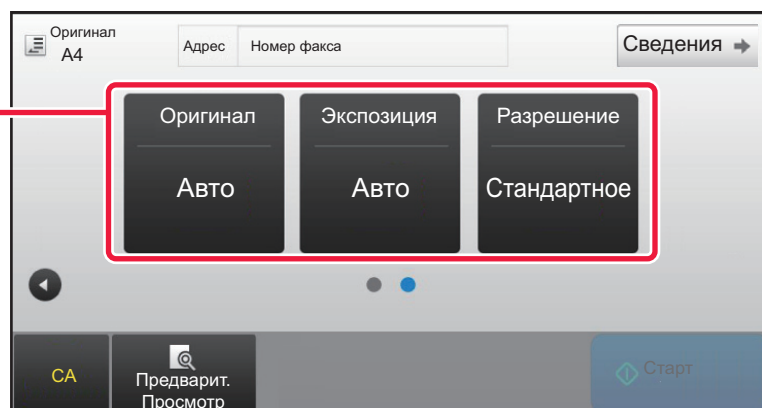 Оригинал
A4
Адрес
Номер факса
Сведения
Оригинал
Экспозиция
Разрешение
Авто
Авто
Стандартное
CA
Предварит.
Просмотр
Старт